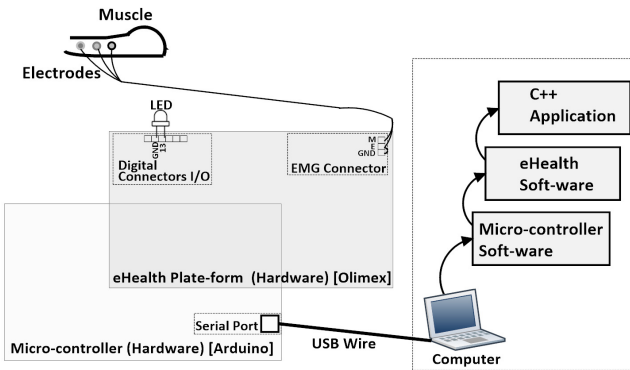 Muscle
Electrodes
LED
GND
13
Digital
Connectors I/O
M
E
GND
EMG Connector
eHealth Plate-form (Hardware) [Olimex]
Serial Port
Micro-controller (Hardware) [Arduino]
USB Wire
C++
Application
eHealth
Soft-ware
Micro-controller
Soft-ware
Computer